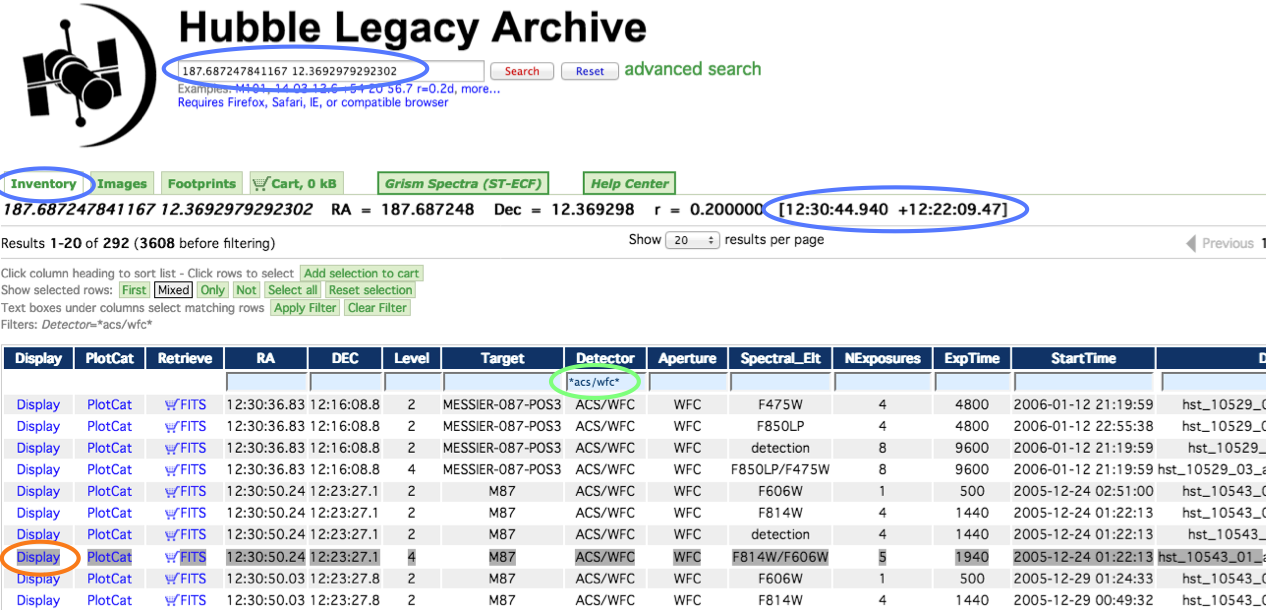 Hubble Legacy Archive
187.687247841167 12.3692979292302 Search Reset advanced search
Examples: M101, 14 03 12.6 +54 20 56.7 r=0.2d, more...
Requires Firefox, Safari, IE, or compatible browser
Inventory Images Footprints Cart, 0 kB Grism Spectra (ST-ECF) Help Center
187.687247841167 12.3692979292302 RA = 187.687248 Dec = 12.369298 r = 0.200000 [12:30:44.940 +12:22:09.47]
Results 1-20 of 292 (3608 before filtering) Show 20 results per page Previous 1
Click column heading to sort list - Click rows to select Add selection to cart
Show selected rows: First Mixed Only Not Select all Reset selection
Text boxes under columns select matching rows Apply Filter Clear Filter
Filters: Detector=*acs/wfc*
Display PlotCat Retrieve RA DEC Level Target Detector Aperture Spectral_Elt NExposures ExpTime StartTime D
*acs/wfc*
Display PlotCat FITS 12:30:36.83 12:16:08.8 2 MESSIER-087-POS3 ACS/WFC WFC F475W 4 4800 2006-01-12 21:19:59 hst_10529_0
Display PlotCat FITS 12:30:36.83 12:16:08.8 2 MESSIER-087-POS3 ACS/WFC WFC F850LP 4 4800 2006-01-12 22:55:38 hst_10529_0
Display PlotCat FITS 12:30:36.83 12:16:08.8 2 MESSIER-087-POS3 ACS/WFC WFC detection 8 9600 2006-01-12 21:19:59 hst_10529_0
Display PlotCat FITS 12:30:36.83 12:16:08.8 4 MESSIER-087-POS3 ACS/WFC WFC F850LP/F475W 8 9600 2006-01-12 21:19:59 hst_10529_03_a
Display PlotCat FITS 12:30:50.24 12:23:27.1 2 M87 ACS/WFC WFC F606W 1 500 2005-12-24 02:51:00 hst_10543_0
Display PlotCat FITS 12:30:50.24 12:23:27.1 2 M87 ACS/WFC WFC F814W 4 1440 2005-12-24 01:22:13 hst_10543_0
Display PlotCat FITS 12:30:50.24 12:23:27.1 2 M87 ACS/WFC WFC detection 4 1440 2005-12-24 01:22:13 hst_10543
Display PlotCat FITS 12:30:50.24 12:23:27.1 4 M87 ACS/WFC WFC F814W/F606W 5 1940 2005-12-24 01:22:13 hst_10543_01_a
Display PlotCat FITS 12:30:50.03 12:23:27.8 2 M87 ACS/WFC WFC F606W 1 500 2005-12-29 01:24:33 hst_10543_0
Display PlotCat FITS 12:30:50.03 12:23:27.8 2 M87 ACS/WFC WFC F814W 4 1440 2005-12-29 00:49:32 hst_10543_0